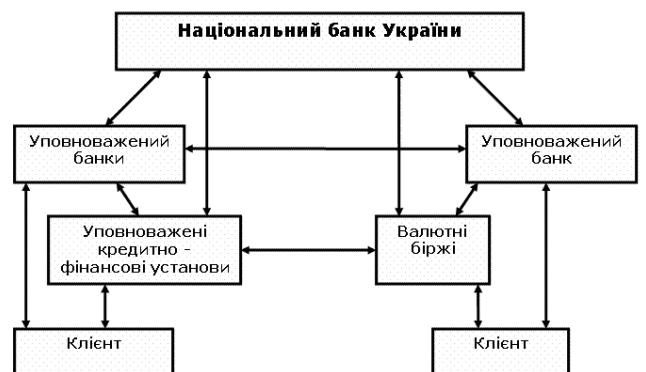 Національний банк України
Уповноважений
банки
Уповноважений
банк
Уповноважені
кредитно -
фінансові установи
Валютні
біржі
Клієнт
Клієнт